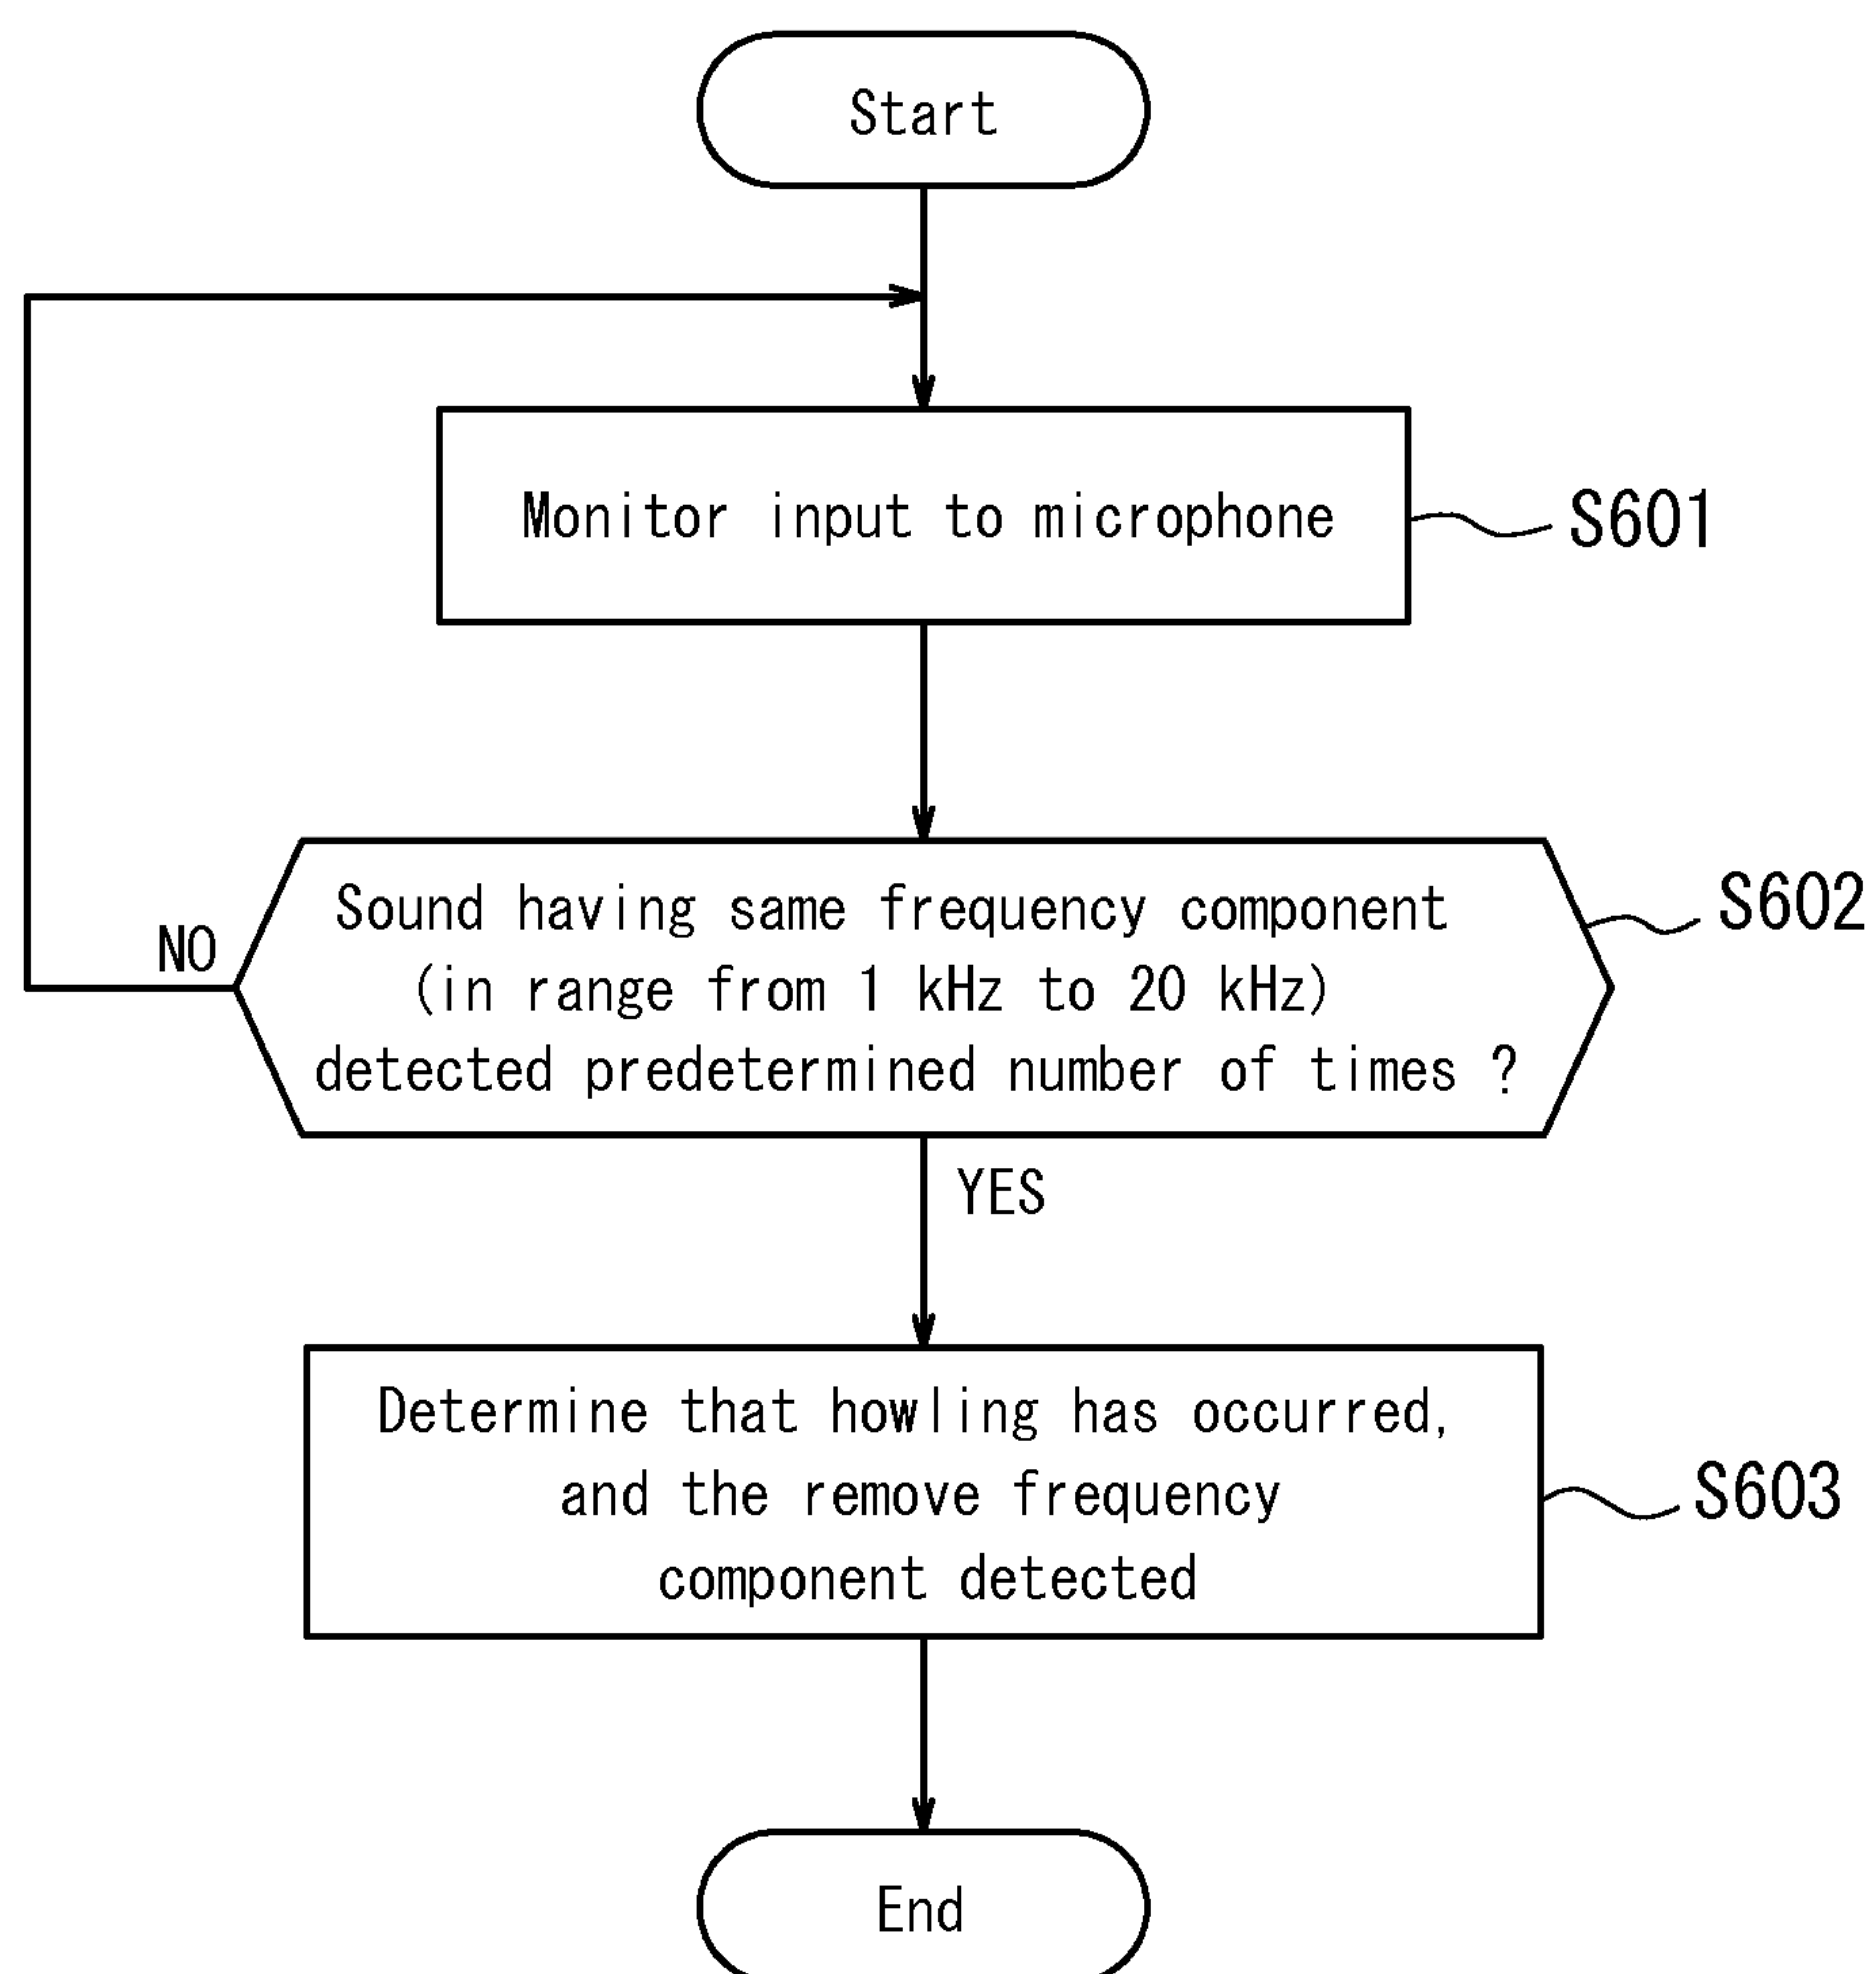 Start
Monitor input to microphone
S601
Sound having same frequency component
(in range from 1 kHz to 20 kHz)
detected predetermined number of times ?
S602
NO
YES
Determine that howling has occurred,
and the remove frequency
component detected
S603
End